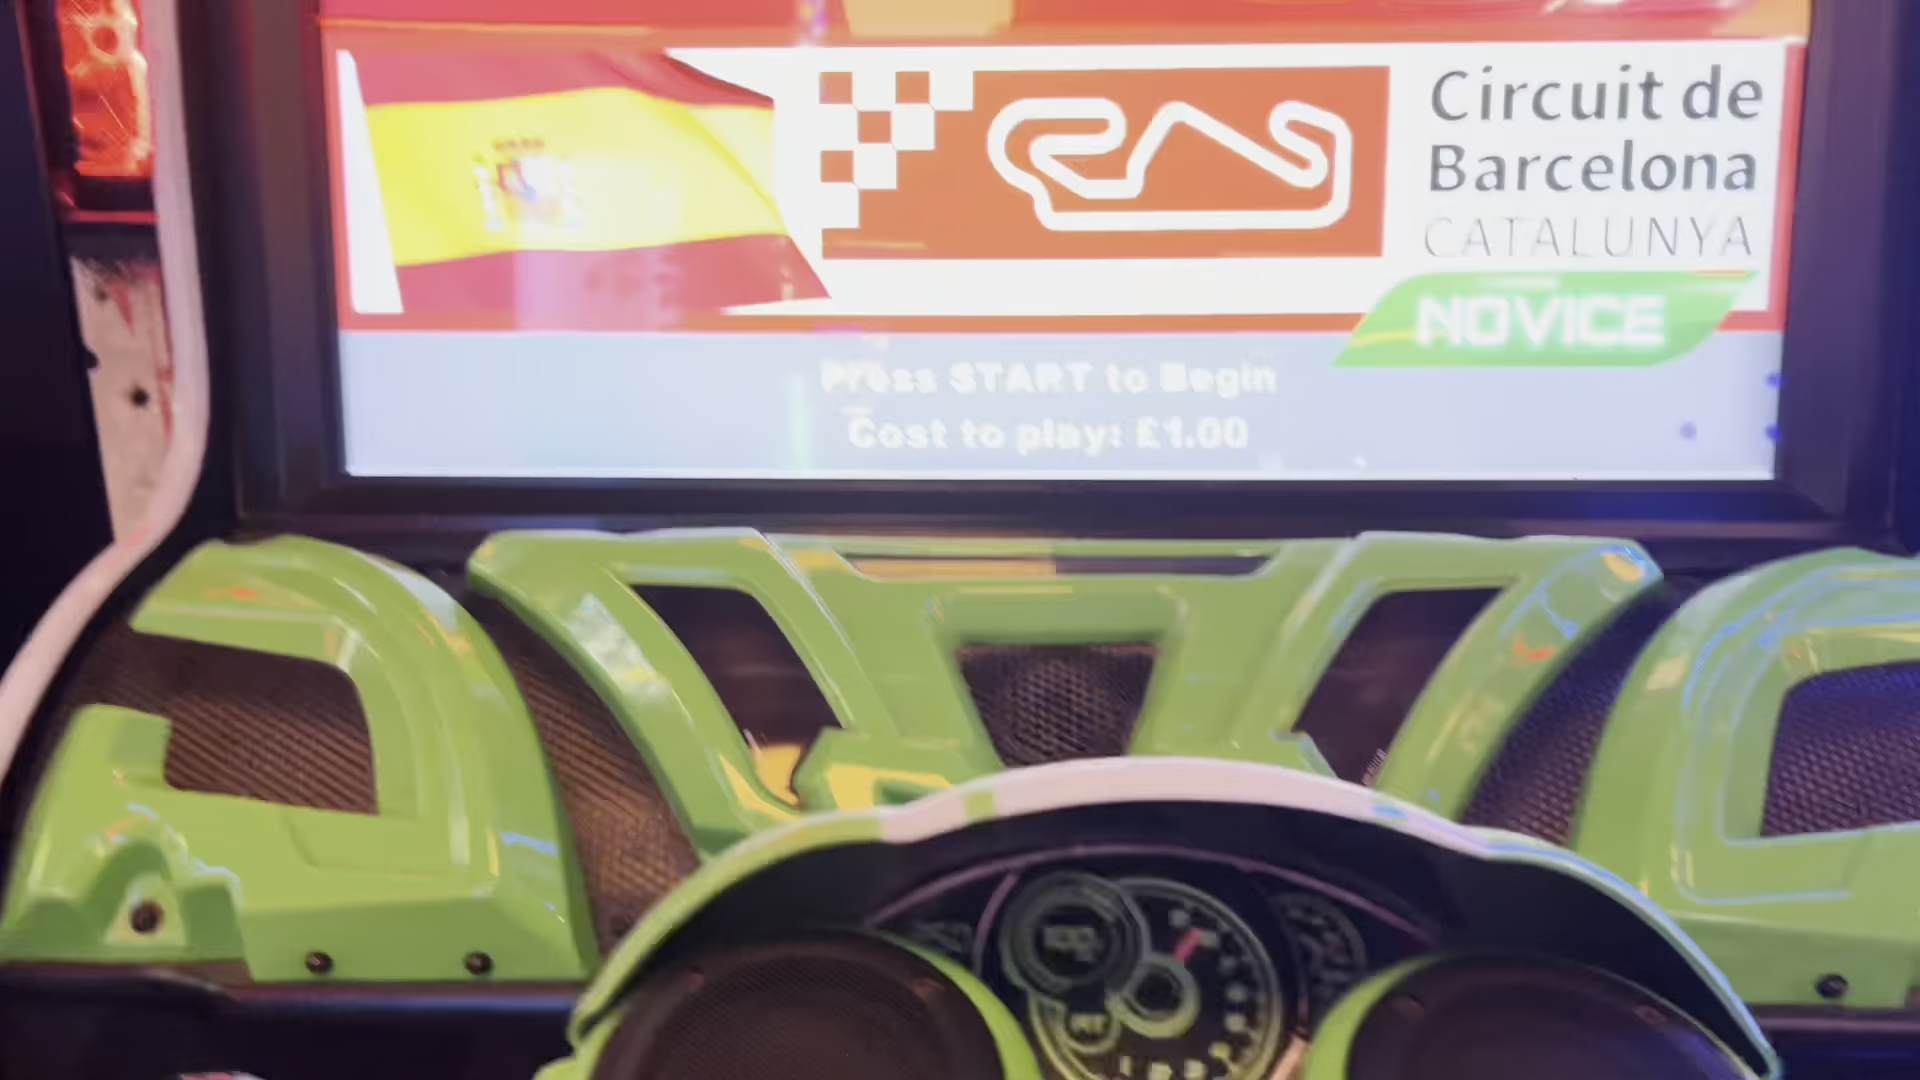 Circuit de
Barcelona
CATALUNYA
NOVICE
Press START to Begin
Cost to play: £1.00